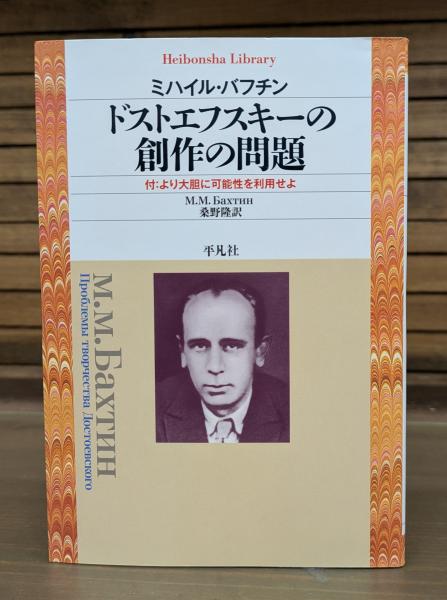 Heibonsha Library
ミハイル・バフチン
ドストエフスキーの
創作の問題
付:より大胆に可能性を利用せよ
М.М.Бахтин
桑野隆訳
平凡社
М.М.Бахтин
Проблемы творчества Достоевского